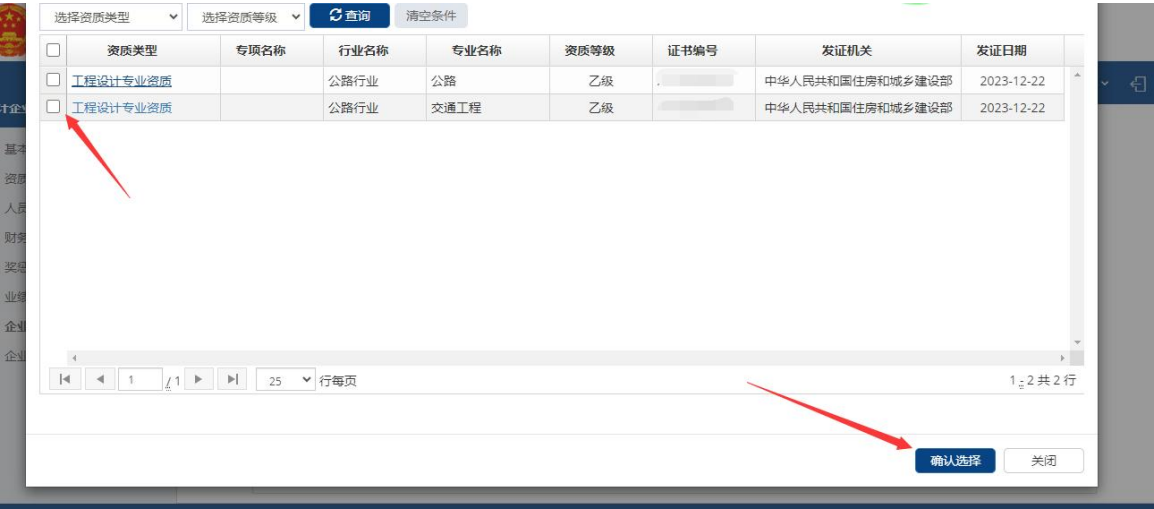 选择资质类型 选择资质等级 查询 清空条件
资质类型 专项名称 行业名称 专业名称 资质等级 证书编号 发证机关 发证日期
工程设计专业资质 公路行业 公路 乙级 中华人民共和国住房和城乡建设部 2023-12-22
工程设计专业资质 公路行业 交通工程 乙级 中华人民共和国住房和城乡建设部 2023-12-22
基本
资质
人员
财务
奖惩
业绩
企业
企业
1 / 1 25 行每页 1 - 2 共 2 行
确认选择 关闭